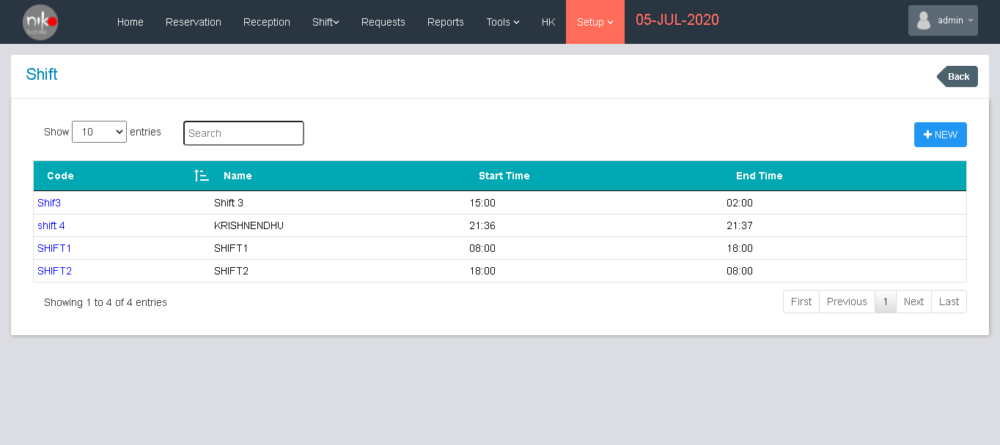 niko
hotels
Home Reservation Reception Shift Requests Reports Tools HK Setup 05-JUL-2020 admin
Shift
Back
Show 10 entries Search NEW
Code Name Start Time End Time
Shif3 Shift 3 15:00 02:00
shift 4 KRISHNENDHU 21:36 21:37
SHIFT1 SHIFT1 08:00 18:00
SHIFT2 SHIFT2 18:00 08:00
Showing 1 to 4 of 4 entries First Previous 1 Next Last